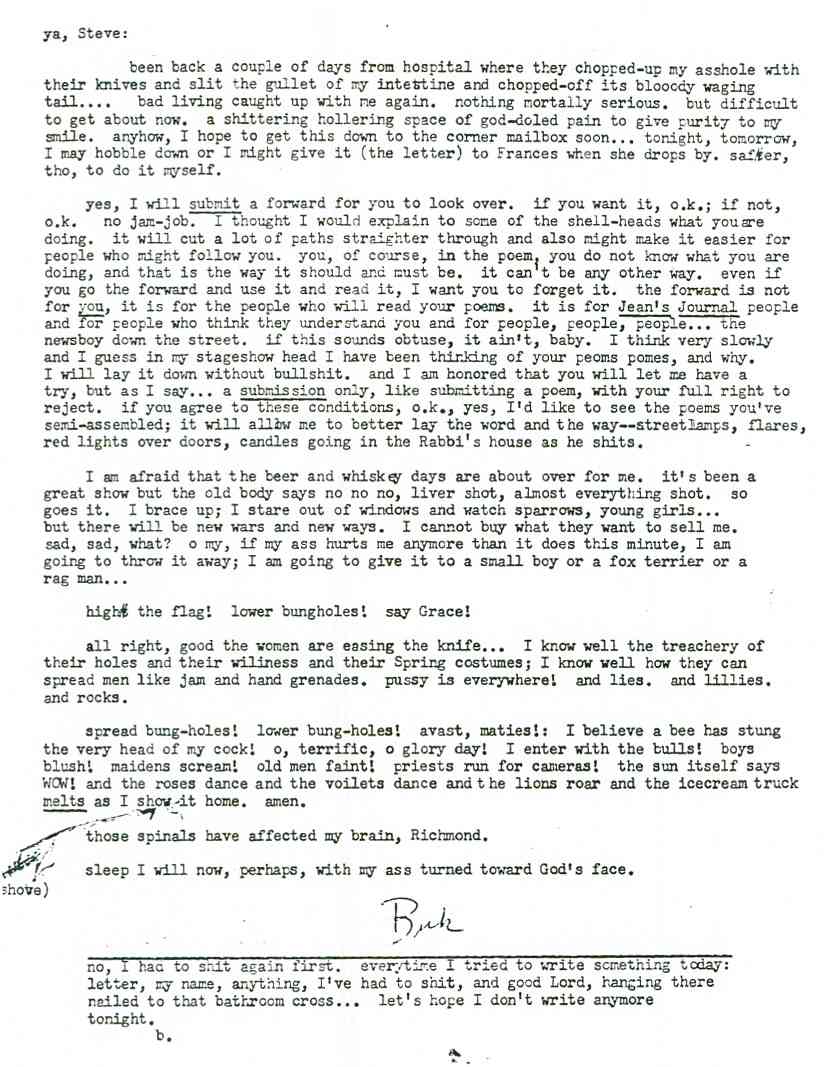 ya, Steve:
been back a couple of days from hospital where they chopped-up my asshole with
their knives and slit the gullet of my intettine and chopped-off its bloocdy waging
tail.... bad living caught up with me again. nothing mortally serious. but difficult
to get about now. a shittering hollering space of god-doled pain to give purity to my
smile. anyhow, I hope to get this down to the corner mailbox soon... tonight, tomorrow,
I may hobble down or I might give it (the letter) to Frances when she drops by. saffer,
tho, to do it myself.
yes, I will submit a forward for you to look over. if you want it, o.k.; if not,
o.k. no jam-job. I thought I would explain to some of the shell-heads what youare
doing. it will cut a lot of paths straighter through and also might make it easier for
people who might follow you. you, of course, in the poem, you do not know what you are
doing, and that is the way it should and must be. it can't be any other way. even if
you go the forward and use it and read it, I want you to forget it. the forward is not
for you, it is for the people who will read your poems. it is for Jean's Journal people
and for people who think they understand you and for people, people, people... the
newsboy down the street. if this sounds obtuse, it ain't, baby. I think very slowly
and I guess in my stageshow head I have been thinking of your peoms pomes, and why.
I will lay it down without bullshit. and I am honored that you will let me have a
try, but as I say... a submission only, like submitting a poem, with your full right to
reject. if you agree to these conditions, o.k., yes, I'd like to see the poems you've
semi-assembled; it will allow me to better lay the word and the way--streetlamps, flares,
red lights over doors, candles going in the Rabbi's house as he shits.
I am afraid that the beer and whiskey days are about over for me. it's been a
great show but the old body says no no no, liver shot, almost everything shot. so
goes it. I brace up; I stare out of windows and watch sparrows, young girls...
but there will be new wars and new ways. I cannot buy what they want to sell me.
sad, sad, what? o my, if my ass hurts me anymore than it does this minute, I am
going to throw it away; I am going to give it to a small boy or a fox terrier or a
rag man...
high the flag! lower bungholes! say Grace!
all right, good the women are easing the knife... I know well the treachery of
their holes and their wiliness and their Spring costumes; I know well how they can
spread men like jam and hand grenades. pussy is everywhere! and lies. and lillies.
and rocks.
spread bung-holes! lower bung-holes! avast, maties!: I believe a bee has stung
the very head of my cock! o, terrific, o glory day! I enter with the bulls! boys
blush! maidens scream! old men faint! priests run for cameras! the sun itself says
WOW! and the roses dance and the voilets dance and the lions roar and the icecream truck
melts as I show it home. amen.
those spinals have affected my brain, Richmond.
sleep I will now, perhaps, with my ass turned toward God's face.
shove)
Buk
no, I had to shit again first. everytime I tried to write something today:
letter, my name, anything, I've had to shit, and good Lord, hanging there
nailed to that bathroom cross... let's hope I don't write anymore
tonight.
b.